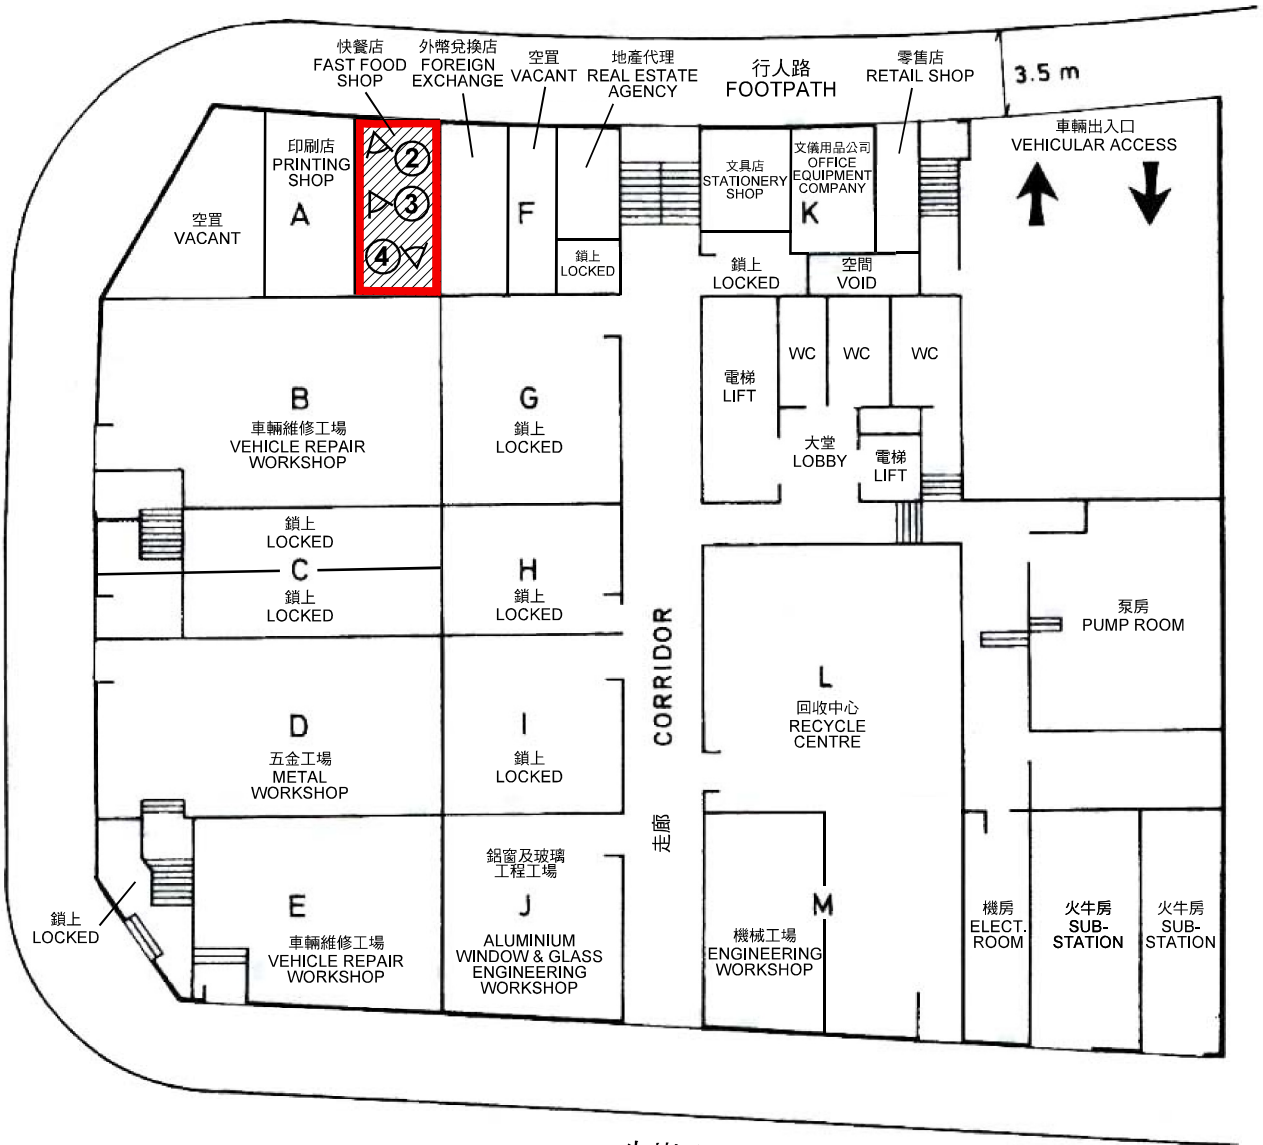 快餐店
FAST FOOD
SHOP
外幣兌換店
FOREIGN
EXCHANGE
空罝
VACANT
地產代理
REAL ESTATE
AGENCY
行人路
FOOTPATH
零售店
RETAIL SHOP
3.5 m
車輛出入口
VEHICULAR ACCESS
空罝
VACANT
印刷店
PRINTING
SHOP
A
2
3
4
F
鎖上
LOCKED
文具店
STATIONERY
SHOP
文儀用品公司
OFFICE
EQUIPMENT
COMPANY
K
鎖上
LOCKED
空間
VOID
B
車輛維修工場
VEHICLE REPAIR
WORKSHOP
G
鎖上
LOCKED
電梯
LIFT
WC
WC
WC
大堂
LOBBY
電梯
LIFT
鎖上
LOCKED
C
鎖上
LOCKED
H
鎖上
LOCKED
泵房
PUMP ROOM
CORRIDOR
走廊
D
五金工場
METAL
WORKSHOP
I
鎖上
LOCKED
L
回收中心
RECYCLE
CENTRE
鎖上
LOCKED
E
車輛維修工場
VEHICLE REPAIR
WORKSHOP
鋁窗及玻璃
工程工場
J
ALUMINIUM
WINDOW & GLASS
ENGINEERING
WORKSHOP
M
機械工場
ENGINEERING
WORKSHOP
機房
ELECT.
ROOM
火牛房
SUB-
STATION
火牛房
SUB-
STATION